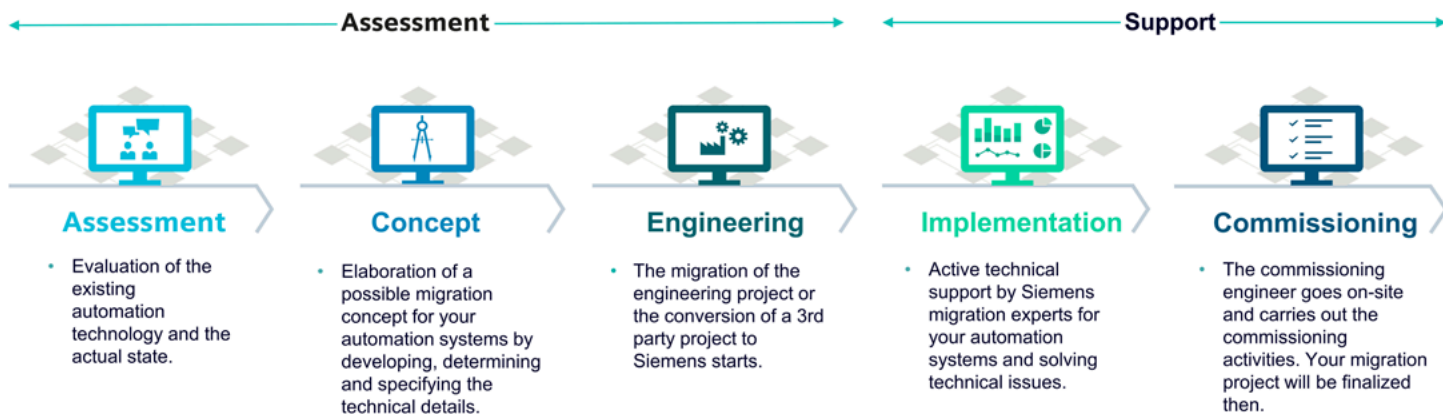 Assessment
Support
Assessment
• Evaluation of the
existing
automation
technology and the
actual state.
Concept
• Elaboration of a
possible migration
concept for your
automation systems by
developing, determining
and specifying the
technical details.
Engineering
• The migration of the
engineering project or
the conversion of a 3rd
party project to
Siemens starts.
Implementation
• Active technical
support by Siemens
migration experts for
your automation
systems and solving
technical issues.
Commissioning
• The commissioning
engineer goes on-site
and carries out the
commissioning
activities. Your migration
project will be finalized
then.